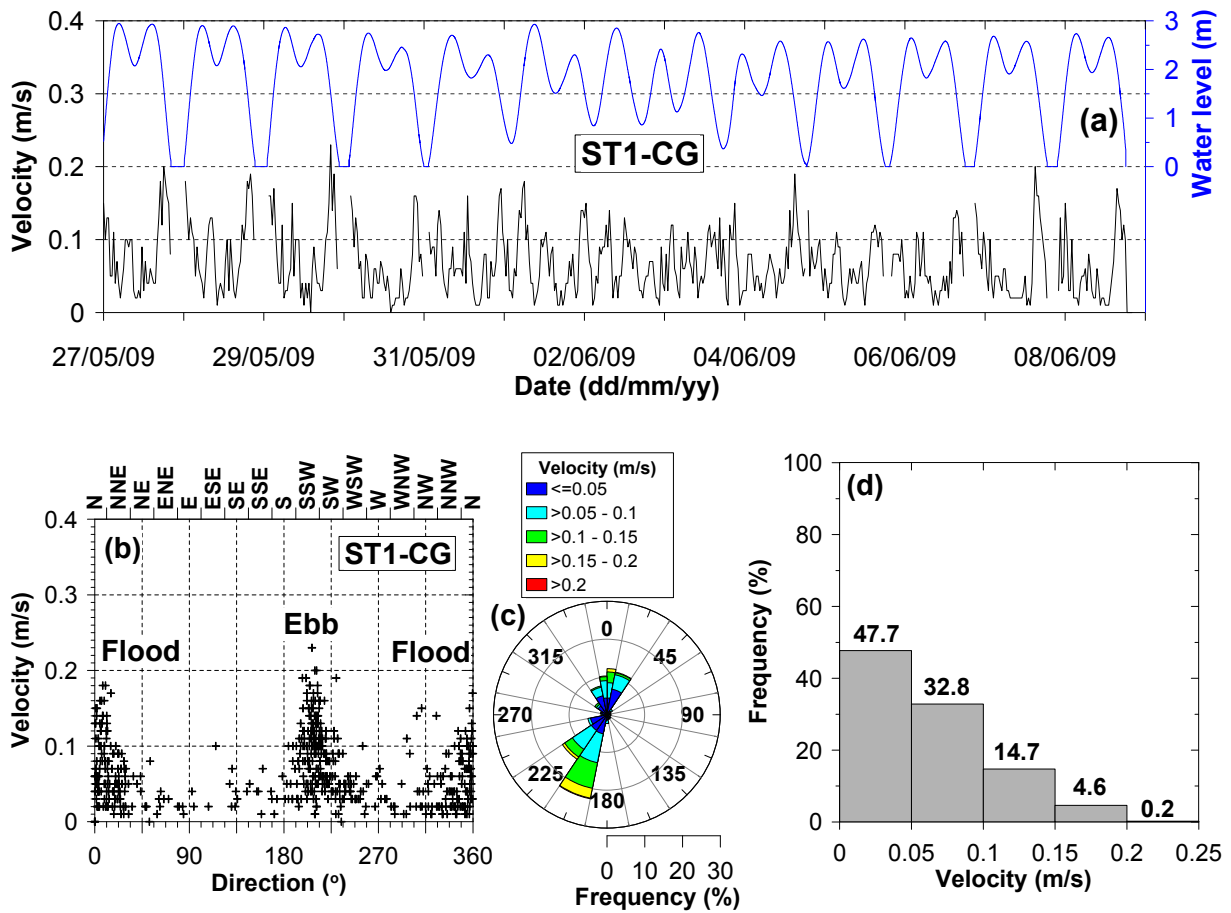 0.4
0.3
0.2
0.1
0
Velocity (m/s)
3
2
1
0
Water level (m)
(a)
ST1-CG
27/05/09 29/05/09 31/05/09 02/06/09 04/06/09 06/06/09 08/06/09
Date (dd/mm/yy)
N NNE NE ENE E ESE SE SSE S SSW SW WSW W WNW NW NNW N
0.4
0.3
0.2
0.1
0
Velocity (m/s)
(b)
ST1-CG
Flood Ebb Flood
0 90 180 270 360
Direction (º)
Velocity (m/s)
<=0.05
>0.05 - 0.1
>0.1 - 0.15
>0.15 - 0.2
>0.2
(c)
0
315 45
270 90
225 135
180
0 10 20 30
Frequency (%)
100
80
60
40
20
0
Frequency (%)
(d)
47.7
32.8
14.7
4.6
0.2
0 0.05 0.1 0.15 0.2 0.25
Velocity (m/s)